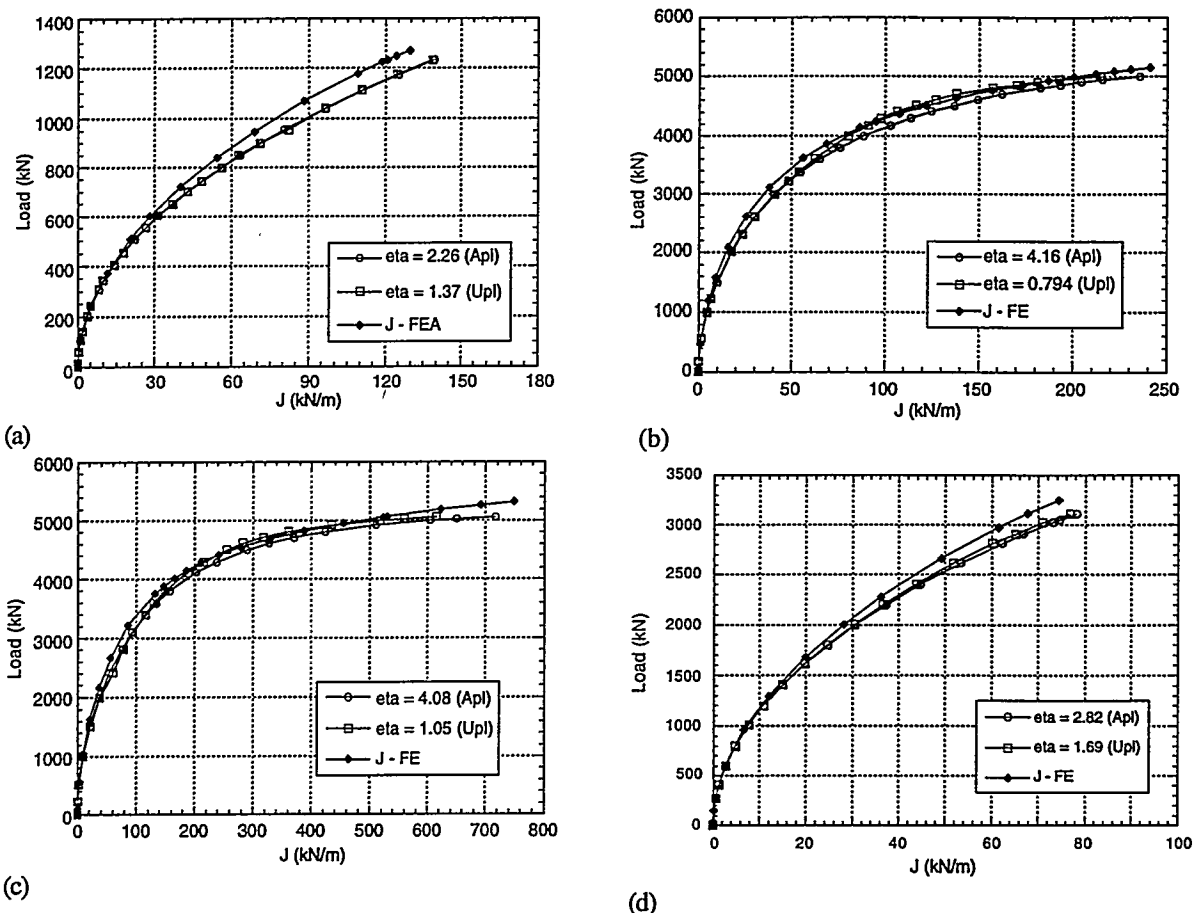 1400
1200
1000
800
600
400
200
0
Load (kN)
eta = 2.26 (Apl)
eta = 1.37 (Upl)
J - FEA
0 30 60 90 120 150 180
J (kN/m)
(a)
6000
5000
4000
3000
2000
1000
0
Load (kN)
eta = 4.16 (Apl)
eta = 0.794 (Upl)
J - FE
0 50 100 150 200 250
J (kN/m)
(b)
6000
5000
4000
3000
2000
1000
0
Load (kN)
eta = 4.08 (Apl)
eta = 1.05 (Upl)
J - FE
0 100 200 300 400 500 600 700 800
J (kN/m)
(c)
3500
3000
2500
2000
1500
1000
500
0
Load (kN)
eta = 2.82 (Apl)
eta = 1.69 (Upl)
J - FE
0 20 40 60 80 100
J (kN/m)
(d)